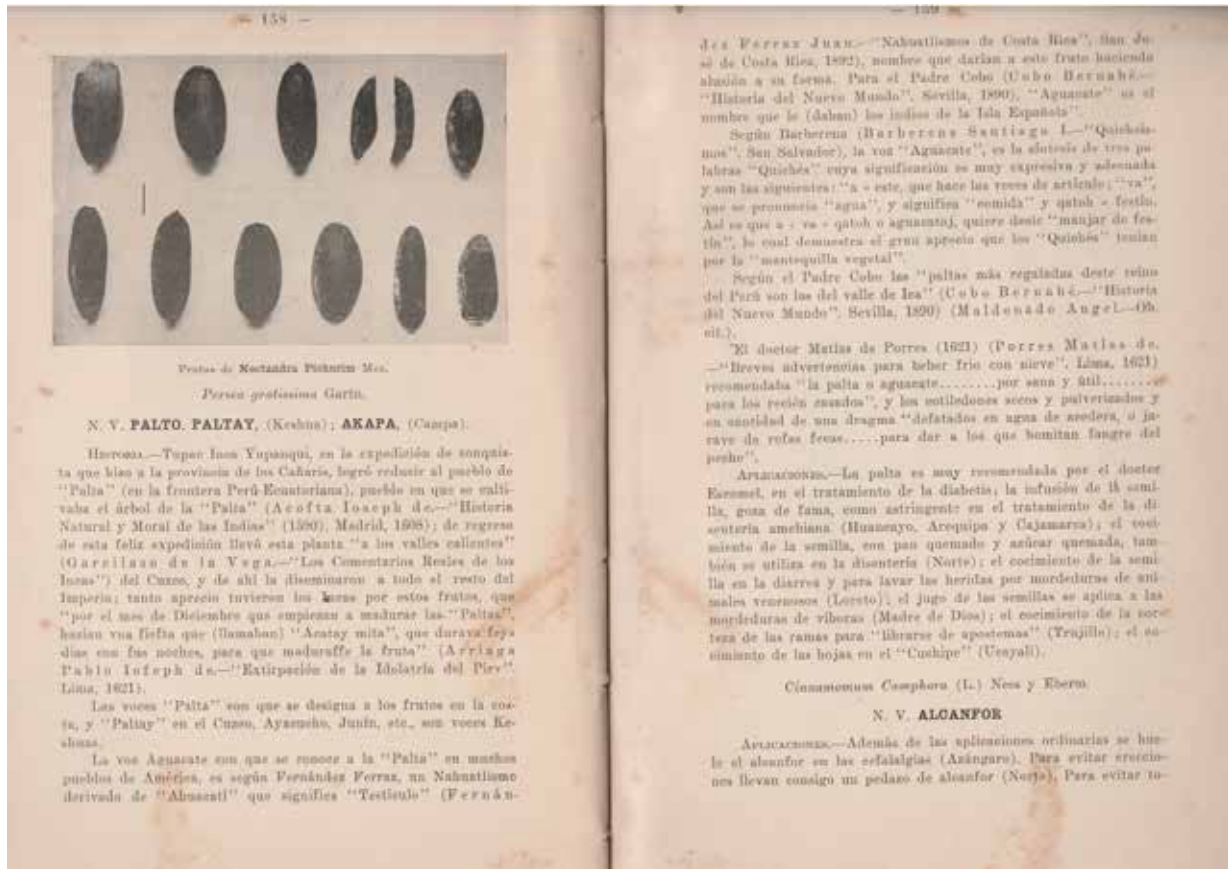 — 158 —
Frutos de Nectandra Pichurim Mez.
Persea gratissima Gartn.
N. V. PALTO, PALTAY, (Keshua); AKAPA, (Campa).
HISTORIA.—Tupac Inca Yupanqui, en la expedición de conquis-
ta que hizo a la provincia de los Cañaris, logró reducir al pueblo de
"Palta" (en la frontera Perú-Ecuatoriana), pueblo en que se culti-
vaba el árbol de la "Palta" (Acofta Ioseph de.—"Historia
Natural y Moral de las Indias" (1590), Madrid, 1608); de regreso
de esta feliz expedición llevó esta planta "a los valles calientes"
(Garcilaso de la Vega.—"Los Comentarios Reales de los
Incas") del Cuzco, y de ahí la diseminaron a todo el resto del
Imperio; tanto aprecio tuvieron los Incas por estos frutos, que
"por el mes de Diciembre que empiezan a madurar las "Paltas",
hazian vna fiefta que (llamaban) "Acatay mita", que durava feys
dias con fus noches, para que maduraffe la fruta" (Arriaga
Pablo Iofeph de.—"Extirpación de la Idolatría del Pirv"
Lima, 1621).
Las voces "Palta" con que se designa a los frutos en la cos-
ta, y "Paltay" en el Cuzco, Ayacucho, Junín, etc., son voces Ke-
shuas.
La voz Aguacate con que se conoce a la "Palta" en muchos
pueblos de América, es según Fernández Ferraz, un Nahuatlismo
derivado de "Ahuacatl" que significa "Testículo" (Fernán-
— 159 —
dez Ferraz Juan.—"Nahuatlismos de Costa Rica", San Jo-
sé de Costa Rica, 1892), nombre que darían a este fruto haciendo
alusión a su forma. Para el Padre Cobo (Cobo Bernabé.—
"Historia del Nuevo Mundo", Sevilla, 1890), "Aguacate" es el
nombre que le (daban) los indios de la Isla Española".
Según Barberena (Barberena Santiago I.—"Quicheis-
mos", San Salvador), la voz "Aguacate", es la síntesis de tres pa-
labras "Quichés" cuya significación es muy expresiva y adecuada
y son las siguientes: "a = este, que hace las veces de artículo; "va",
que se pronuncia "agua", y significa "comida" y qatoh = festín.
Así es que a - va - qatoh o aguacatoj, quiere decir "manjar de fes-
tín", lo cual demuestra el gran aprecio que los "Quichés" tenían
por la "mantequilla vegetal".
Según el Padre Cobo las "paltas más regaladas deste reino
del Perú son las del valle de Ica" (Cobo Bernabé.—"Historia
del Nuevo Mundo", Sevilla, 1890) (Maldonado Angel.—Ob.
cit.).
El doctor Matías de Porres (1621) (Porres Matías de.
—"Breves advertencias para beber frío con nieve", Lima, 1621)
recomendaba "la palta o aguacate........por sana y útil........
para los recién casados", y los cotiledones secos y pulverizados y
en cantidad de una dragma "defatados en agua de azedera, o ja-
rave de rofas fecas.....para dar a los que bomitan fangre del
pecho".
APLICACIONES.—La palta es muy recomendada por el doctor
Escomel, en el tratamiento de la diabetis; la infusión de la semi-
lla, goza de fama, como astringente en el tratamiento de la di-
sentería amebiana (Huancayo, Arequipa y Cajamarca); el coci-
miento de la semilla, con pan quemado y azúcar quemada, tam-
bién se utiliza en la disentería (Norte); el cocimiento de la semi-
lla en la diarrea y para lavar las heridas por mordeduras de ani-
males venenosos (Loreto); el jugo de las semillas se aplica a las
mordeduras de víboras (Madre de Dios); el cocimiento de la cor-
teza de las ramas para "librarse de apostemas" (Trujillo); el co-
cimiento de las hojas en el "Cuchipe" (Ucayali).
Cinnamomum Camphora (L.) Nees y Eberm.
N. V. ALCANFOR
APLICACIONES.—Además de las aplicaciones ordinarias se hue-
le el alcanfor en las cefalalgias (Azángaro). Para evitar ereccio-
nes llevan consigo un pedazo de alcanfor (Norte). Para evitar to-